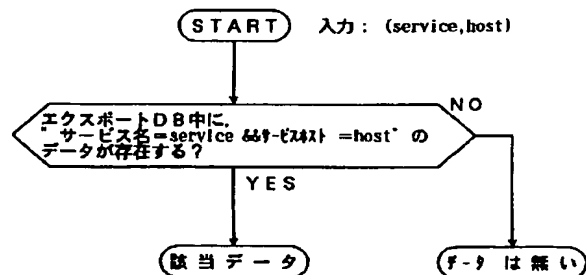 START
入力： (service,host)
エクスポートDB中に,
"サービス名=service &&サービスホスト =host" の
データが存在する？
NO
YES
該当データ
データ は無い